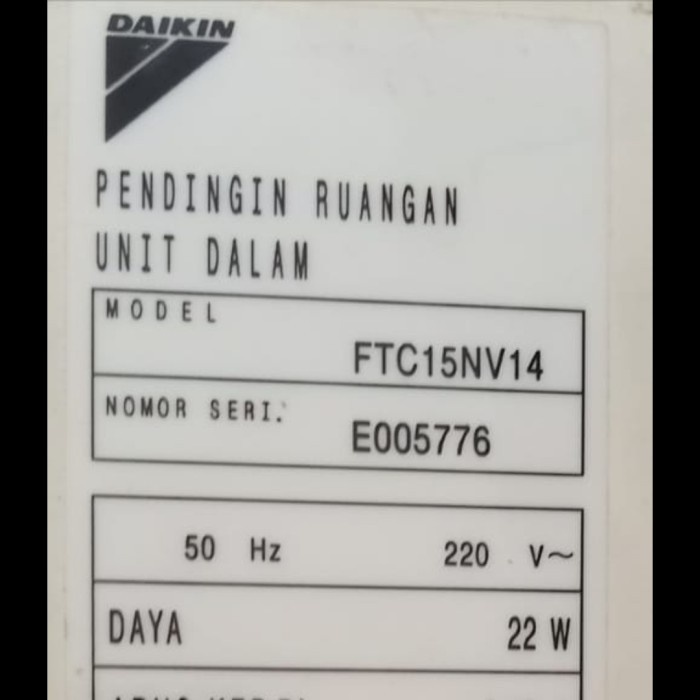 DAIKIN
PENDINGIN RUANGAN
UNIT DALAM
MODEL
FTC15NV14
NOMOR SERI.
E005776
50 Hz 220 V~
DAYA 22 W